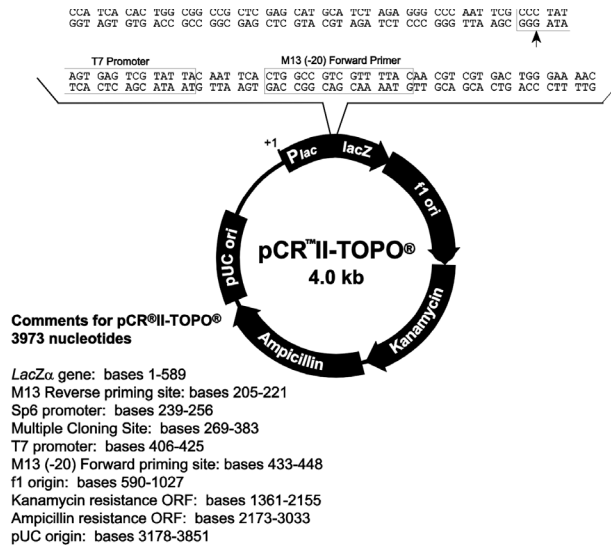 CCA TCA CAC TGG CGG CCG CTC GAG CAT GCA TCT AGA GGG CCC AAT TCG CCC TAT
GGT AGT GTG ACC GCC GGC GAG CTC GTA CGT AGA TCT CCC GGG TTA AGC GGG ATA
T7 Promoter
M13 (-20) Forward Primer
AGT GAG TCG TAT TAC AAT TCA CTG GCC GTC GTT TTA CAA CGT CGT GAC TGG GAA AAC
TCA CTC AGC ATA ATG TTA AGT GAC CGG CAG CAA AAT GTT GCA GCA CTG ACC CTT TTG
+1
Plac
lacZ
f1 ori
Kanamycin
Ampicillin
pUC ori
pCR™II-TOPO®
4.0 kb
Comments for pCR®II-TOPO®
3973 nucleotides
LacZα gene: bases 1-589
M13 Reverse priming site: bases 205-221
Sp6 promoter: bases 239-256
Multiple Cloning Site: bases 269-383
T7 promoter: bases 406-425
M13 (-20) Forward priming site: bases 433-448
f1 origin: bases 590-1027
Kanamycin resistance ORF: bases 1361-2155
Ampicillin resistance ORF: bases 2173-3033
pUC origin: bases 3178-3851